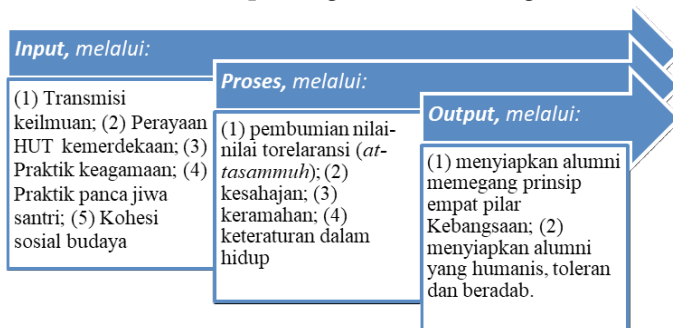 Input, melalui:
(1) Transmisi
keilmuan; (2) Perayaan
HUT kemerdekaan; (3)
Praktik keagamaan; (4)
Praktik panca jiwa
santri; (5) Kohesi
sosial budaya
Proses, melalui:
(1) pembumian nilai-
nilai torelaransi (at-
tasammuh); (2)
kesahajan; (3)
keramahan; (4)
keteraturan dalam
hidup
Output, melalui:
(1) menyiapkan alumni
memegang prinsip
empat pilar
Kebangsaan; (2)
menyiapkan alumni
yang humanis, toleran
dan beradab.